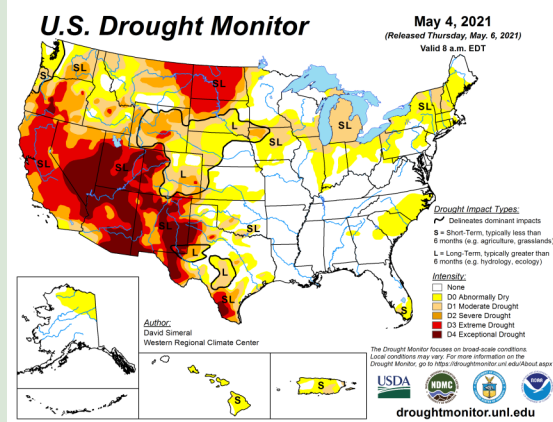 U.S. Drought Monitor
May 4, 2021
(Released Thursday, May. 6, 2021)
Valid 8 a.m. EDT
S
SL
SL
L
SL
SL
SL
SL
SL
L
SL
SL
L
L
SL
S
Drought Impact Types:
Delineates dominant impacts
S = Short-Term, typically less than
6 months (e.g. agriculture, grasslands)
L = Long-Term, typically greater than
6 months (e.g. hydrology, ecology)
Intensity:
None
D0 Abnormally Dry
D1 Moderate Drought
D2 Severe Drought
D3 Extreme Drought
D4 Exceptional Drought
Author:
David Simeral
Western Regional Climate Center
S
S
The Drought Monitor focuses on broad-scale conditions.
Local conditions may vary. For more information on the
Drought Monitor, go to https://droughtmonitor.unl.edu/About.aspx
USDA
NDMC
NOAA
droughtmonitor.unl.edu